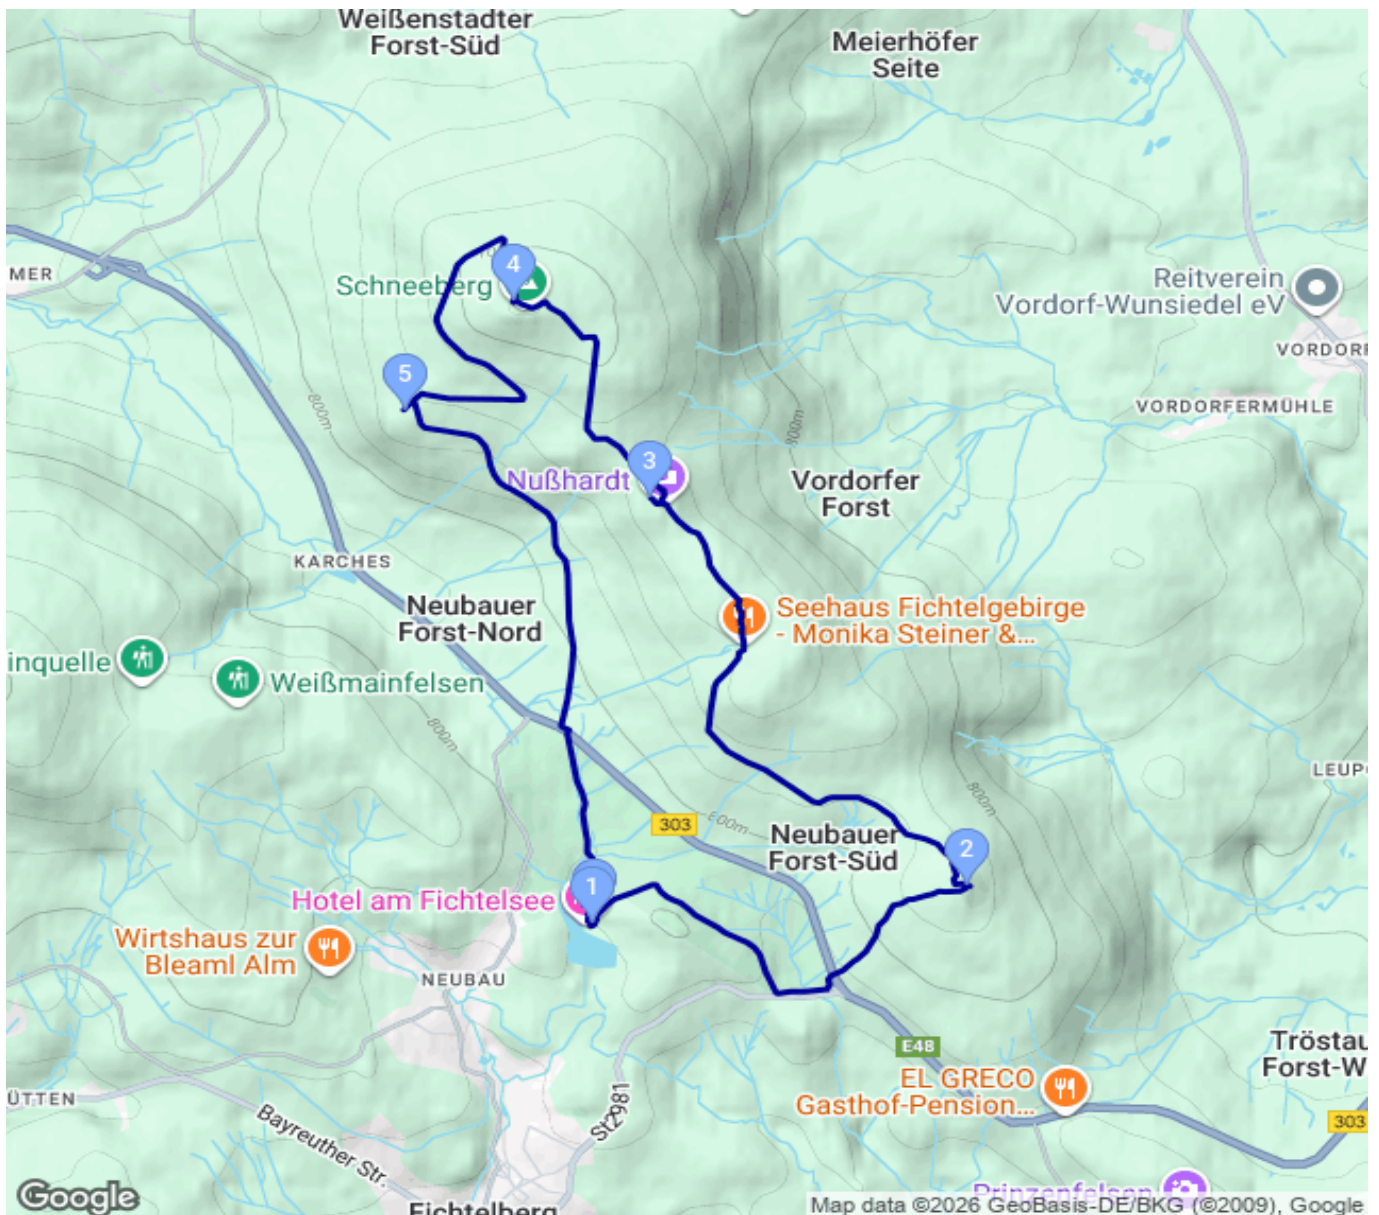 Weißenstadter
Forst-Süd
Meierhöfer
Seite
MER
Schneeberg
4
Reitverein
Vordorf-Wunsiedel eV
VORDORF
5
800m
VORDORFERMÜHLE
800m
Nußhardt
3
Vordorfer
Forst
KARCHES
Neubauer
Forst-Nord
Seehaus Fichtelgebirge
- Monika Steiner &...
inquelle
Weißmainfelsen
800m
LEUP
800m
303
800m
Neubauer
Forst-Süd
2
1
Hotel am Fichtelsee
Wirtshaus zur
Bleaml Alm
NEUBAU
E48
Tröstau
Forst-W
EL GRECO
Gasthof-Pension...
ÜTTEN
Bayreuther Str.
St2981
303
Prinzenfelsen
Fichtelberg
Google
Map data ©2026 GeoBasis-DE/BKG (©2009), Google